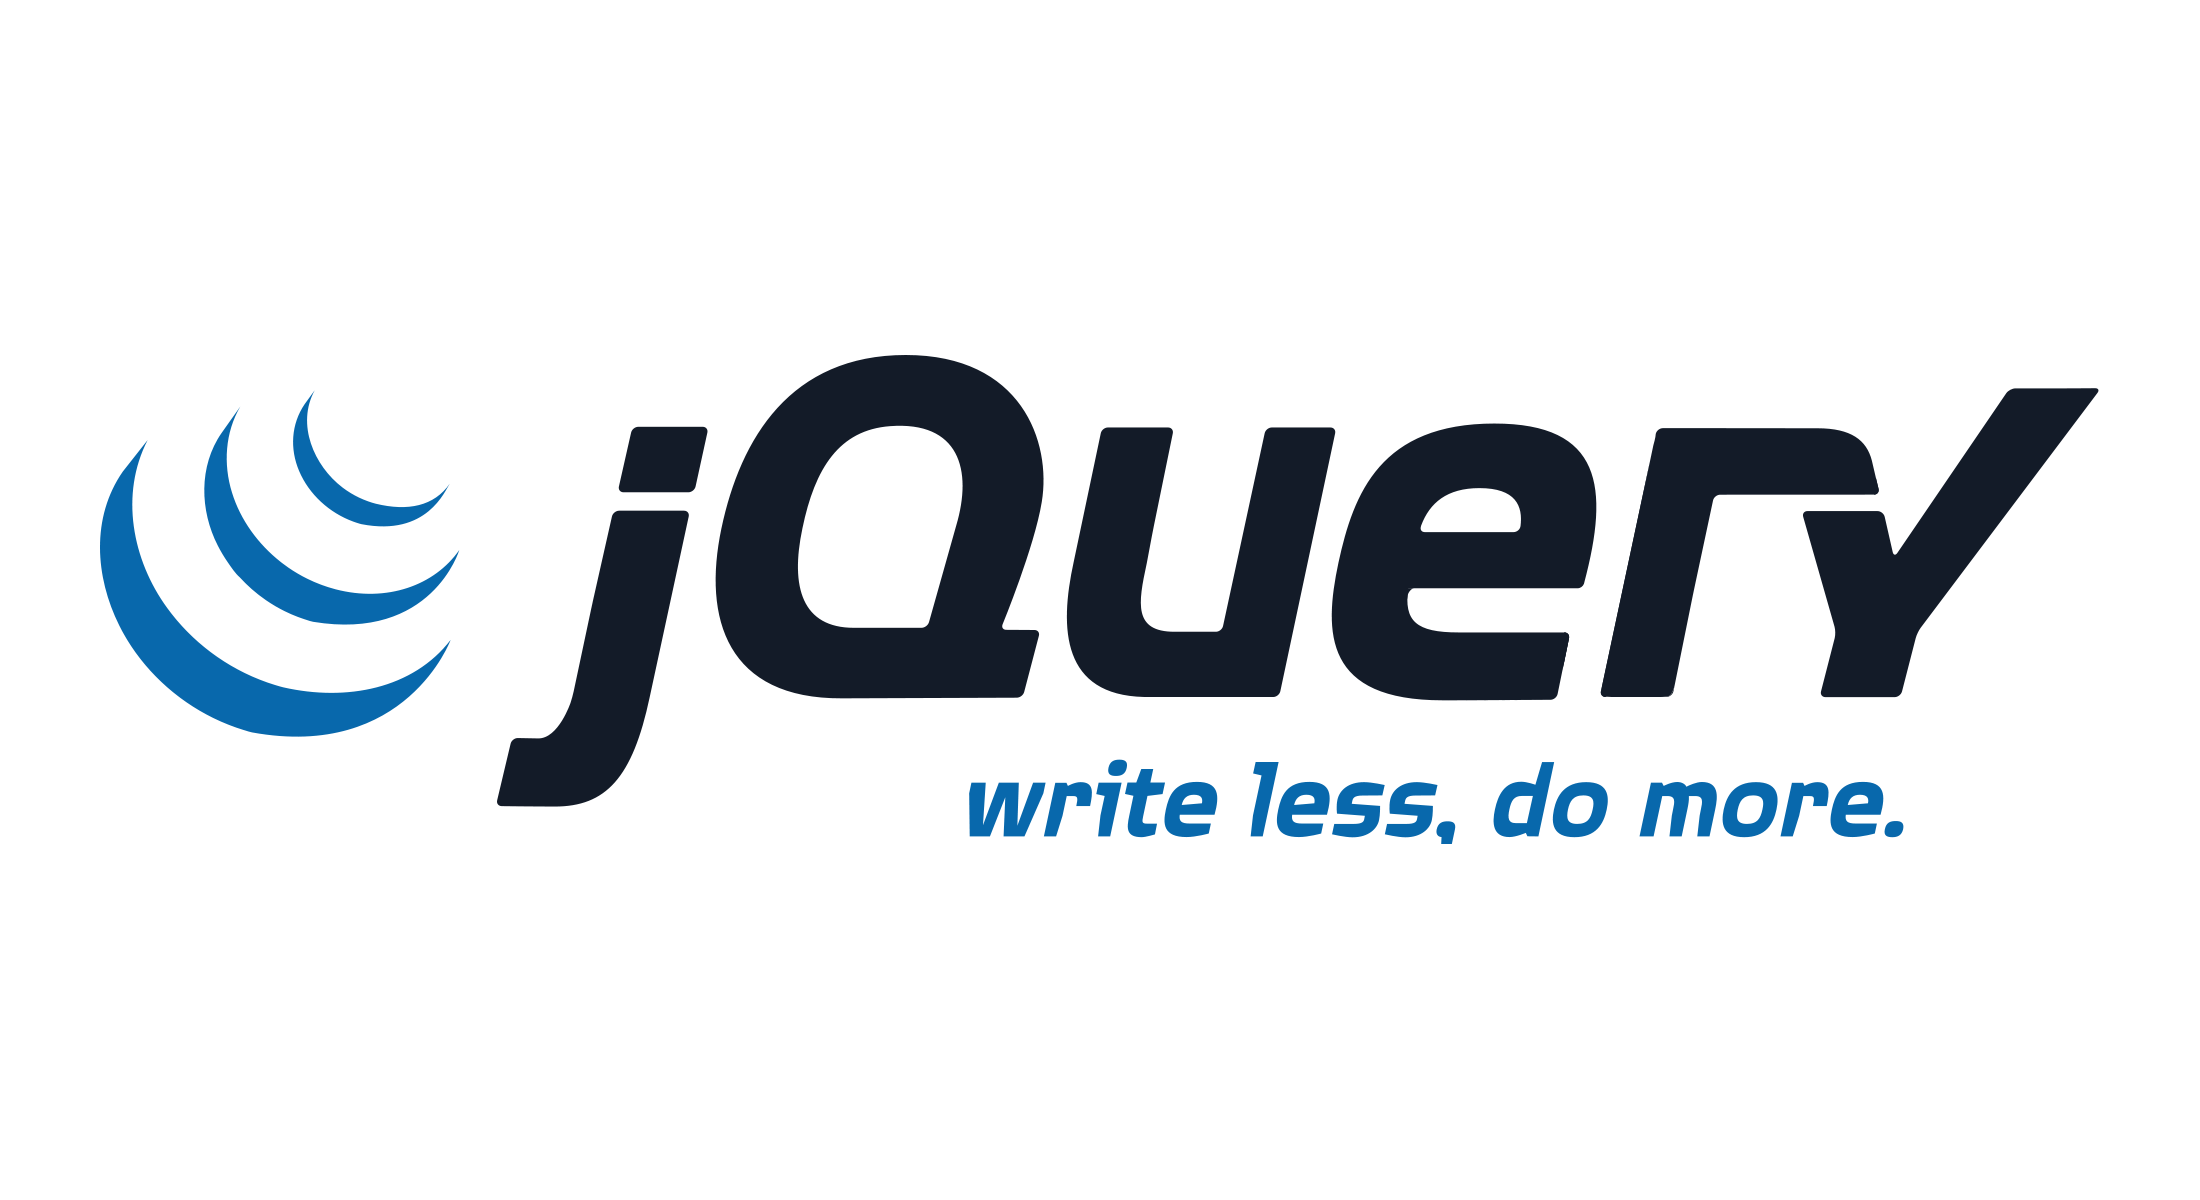 jQuery
write less, do more.